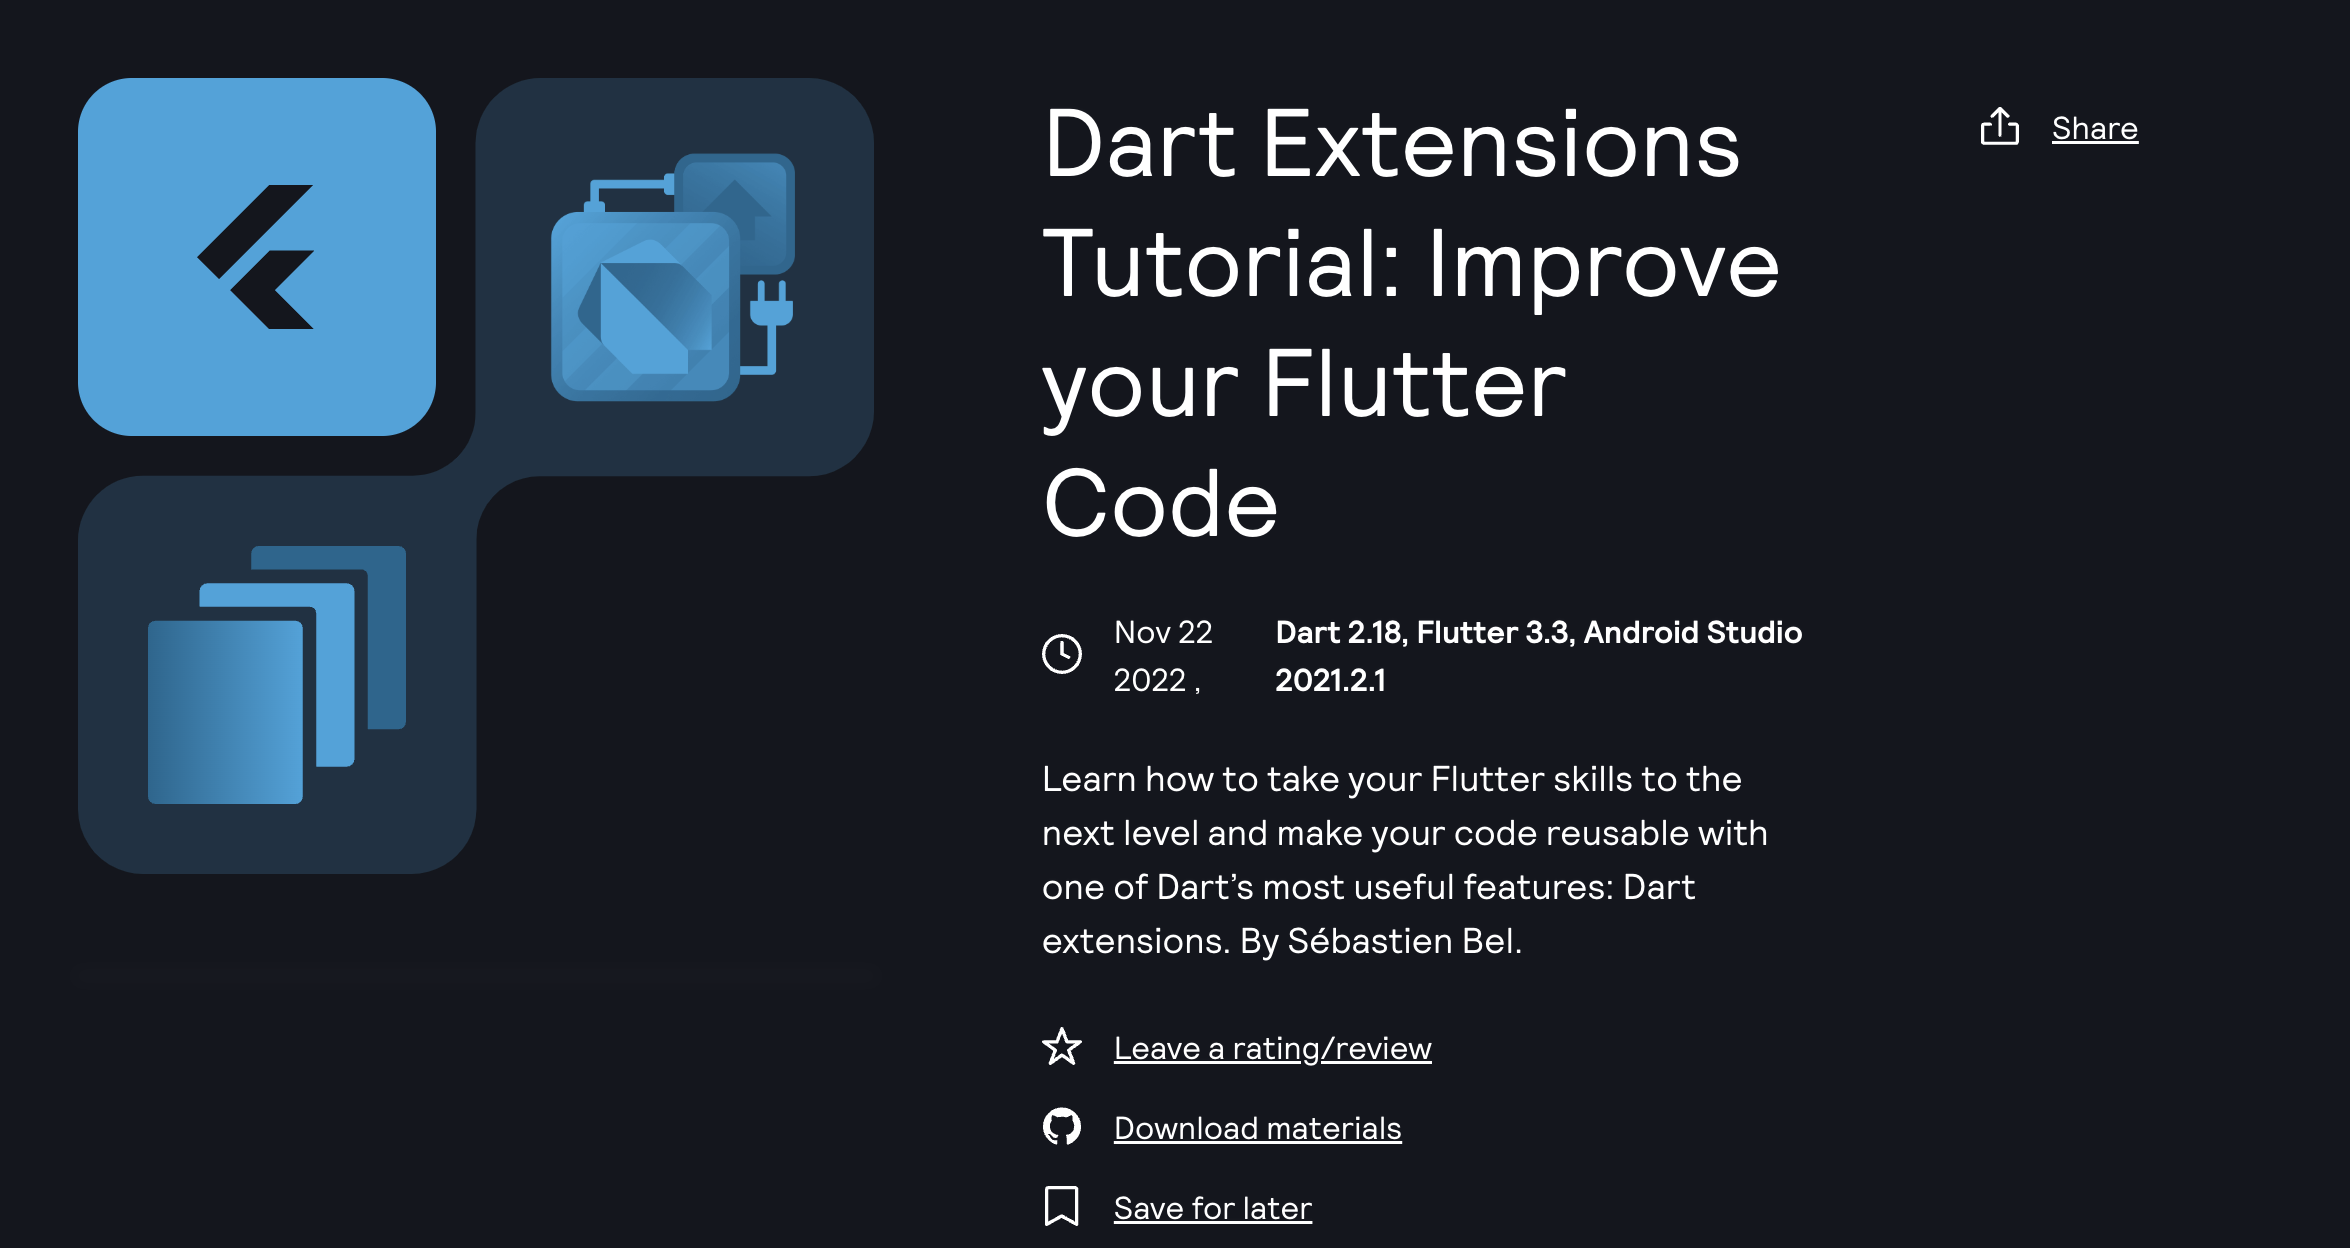 Dart Extensions
Tutorial: Improve
your Flutter
Code
Share
Nov 22
2022 ,
Dart 2.18, Flutter 3.3, Android Studio
2021.2.1
Learn how to take your Flutter skills to the
next level and make your code reusable with
one of Dart’s most useful features: Dart
extensions. By Sébastien Bel.
Leave a rating/review
Download materials
Save for later